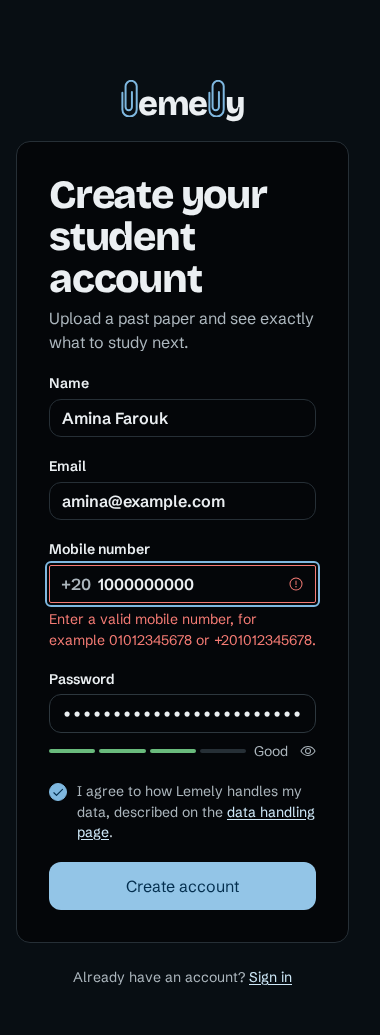 lemely
Create your
student
account
Upload a past paper and see exactly
what to study next.
Name
Amina Farouk
Email
amina@example.com
Mobile number
+20 1000000000
Enter a valid mobile number, for
example 01012345678 or +201012345678.
Password
••••••••••••••••••••••••
Good
I agree to how Lemely handles my
data, described on the data handling
page.
Create account
Already have an account? Sign in